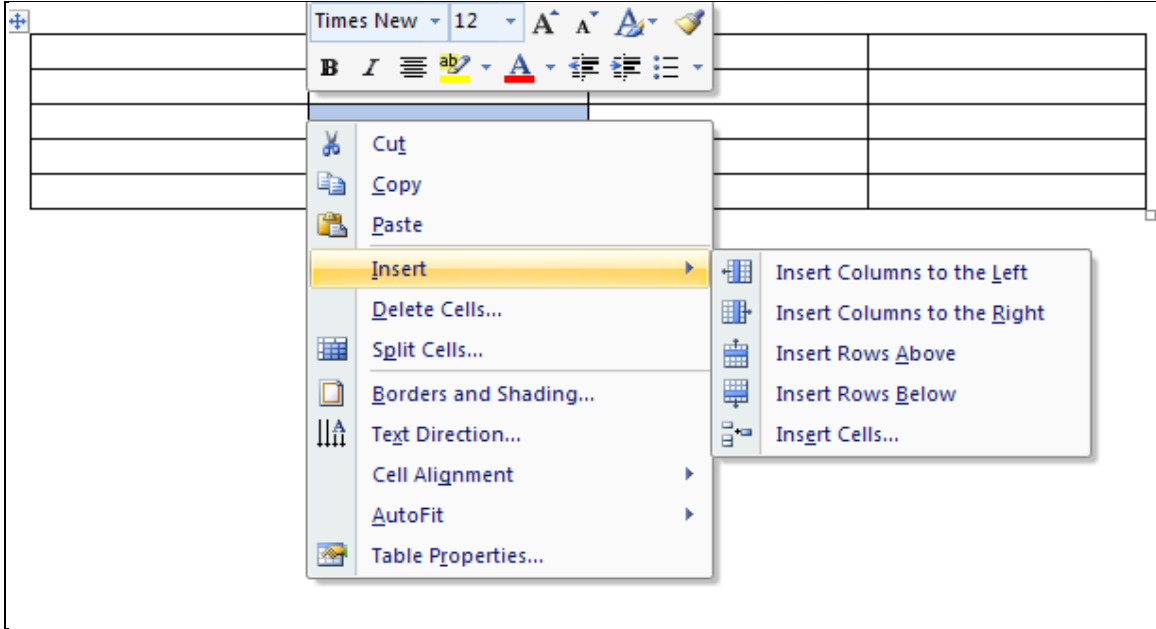 Times New 12 A A A
B I ab A
Cut
Copy
Paste
Insert
Delete Cells...
Split Cells...
Borders and Shading...
A Text Direction...
Cell Alignment
AutoFit
Table Properties...
Insert Columns to the Left
Insert Columns to the Right
Insert Rows Above
Insert Rows Below
Insert Cells...